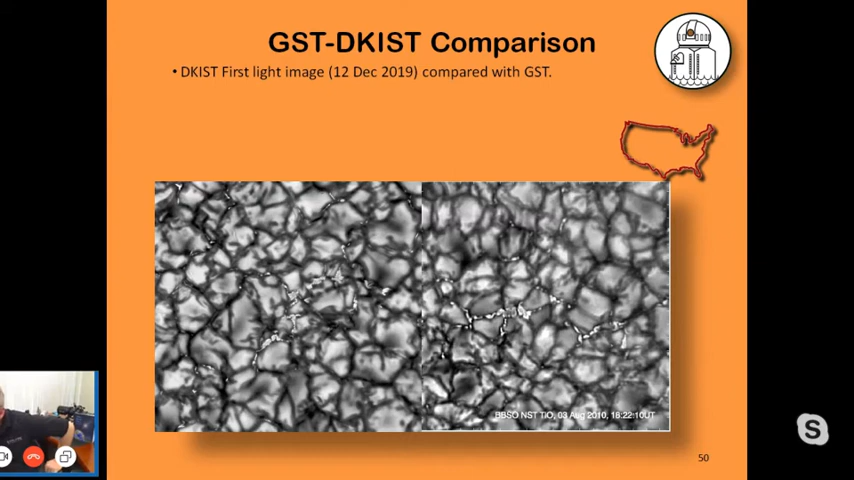 GST-DKIST Comparison
• DKIST First light image (12 Dec 2019) compared with GST.
BBSO NST TiO, 03 Aug 2010, 18:22:10UT
50
S